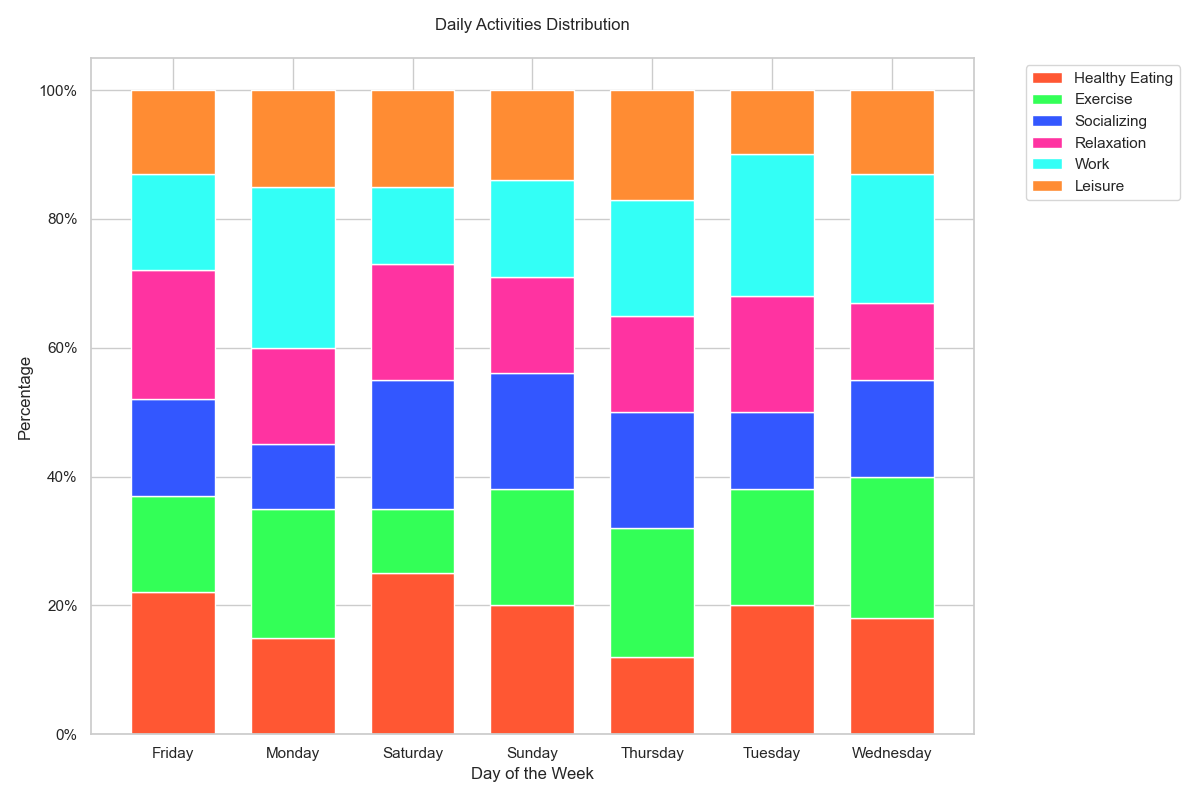 Daily Activities Distribution
100%
80%
60%
40%
20%
0%
Percentage
Friday
Monday
Saturday
Sunday
Thursday
Tuesday
Wednesday
Day of the Week
Healthy Eating
Exercise
Socializing
Relaxation
Work
Leisure